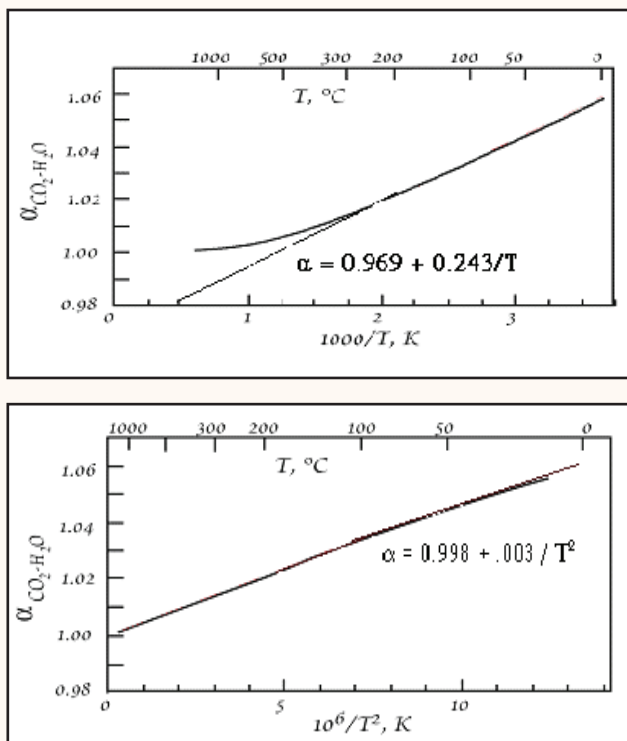 1000 500 300 200 100 50 0
T, °C
1.06
1.04
1.02
1.00
0.98
α CO₂-H₂O
α = 0.969 + 0.243/T
0 1 2 3
1000/T, K
1000 300 200 100 50 0
T, °C
1.06
1.04
1.02
1.00
0.98
α CO₂-H₂O
α = 0.998 + .003 / T²
0 5 10
10⁶/T², K